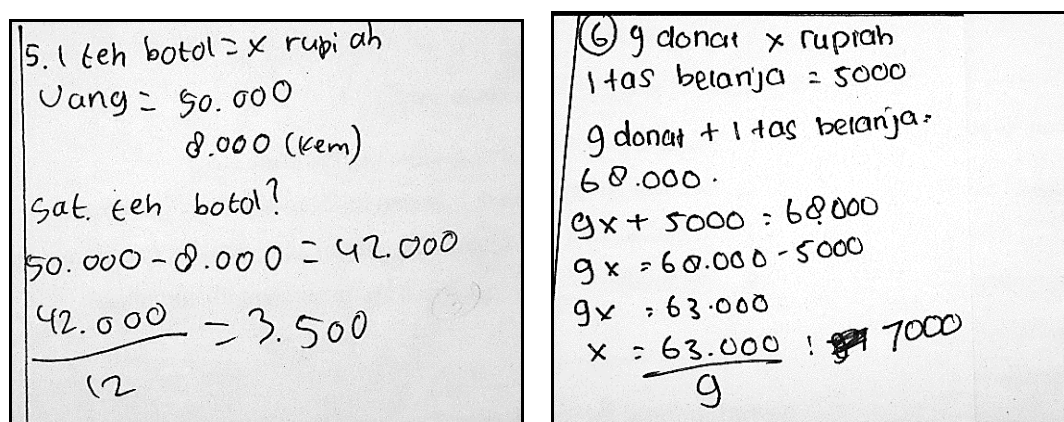 5. 1 teh botol = x rupiah
Uang = 50.000
8.000 (kem)
Sat. teh botol?
50.000 - 8.000 = 42.000
42.000 = 3.500
12
6 9 donat x rupiah
1 tas belanja = 5000
9 donat + 1 tas belanja =
68.000.
9x + 5000 = 68000
9x = 68.000 - 5000
9x = 63.000
x = 63.000 : 7000
9